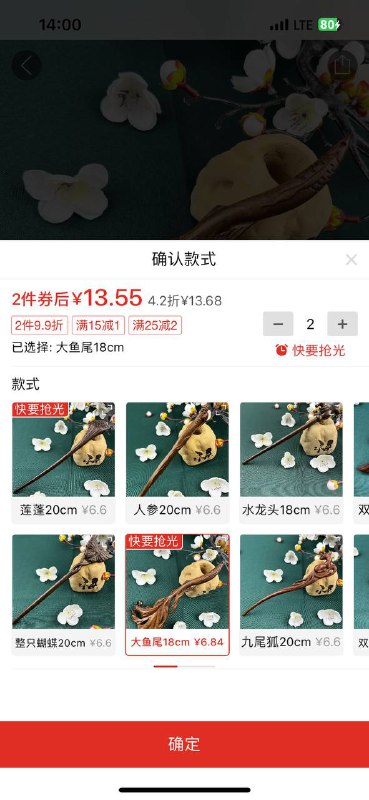 14:00
LTE
80
确认款式
2件券后¥13.55 4.2折¥13.68
2件9.9折 满15减1 满25减2
2
已选择: 大鱼尾18cm
快要抢光
款式
快要抢光
莲蓬20cm ¥6.6
人参20cm ¥6.6
水龙头18cm ¥6.6
双
快要抢光
整只蝴蝶20cm ¥6.6
大鱼尾18cm ¥6.84
九尾狐20cm ¥6.6
双
确定